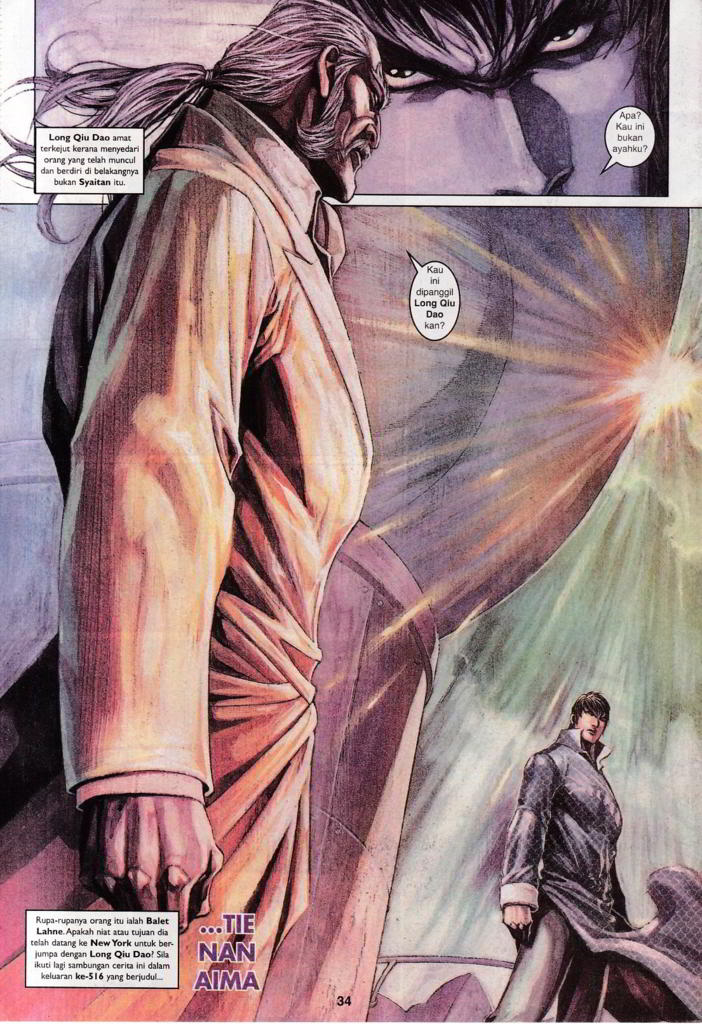 Long Qiu Dao amat
terkejut kerana menyedari
orang yang telah muncul
dan berdiri di belakangnya
bukan Syaitan itu.
Apa?
Kau ini
bukan
ayahku?
Kau
ini
dipanggil
Long Qiu
Dao
kan?
Rupa-rupanya orang itu ialah Balet
Lahne. Apakah niat atau tujuan dia
telah datang ke New York untuk ber-
jumpa dengan Long Qiu Dao? Sila
ikuti lagi sambungan cerita ini dalam
keluaran ke-516 yang berjudul...
...TIE
NAN
AIMA
34